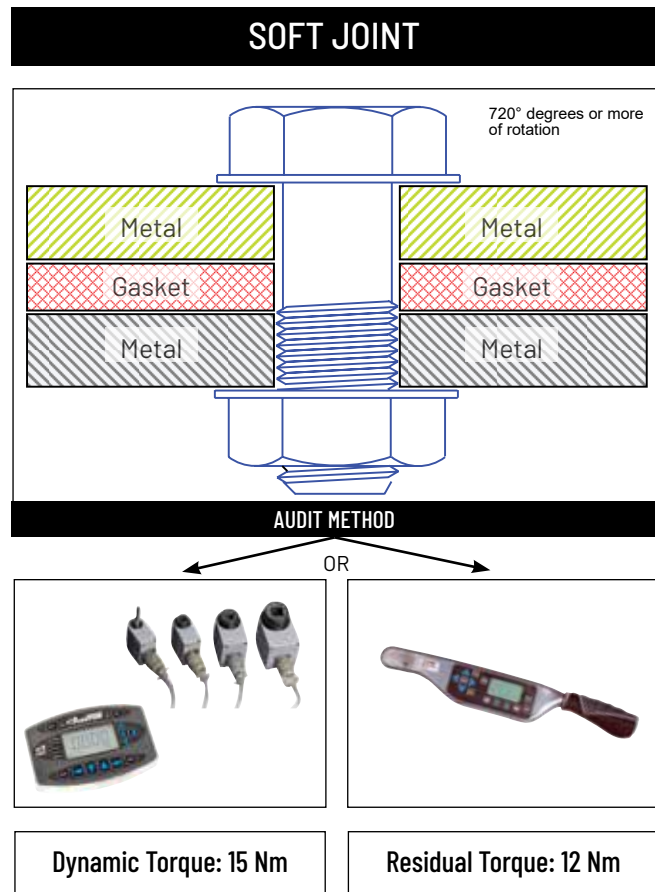 SOFT JOINT
720° degrees or more
of rotation
Metal
Metal
Gasket
Gasket
Metal
Metal
AUDIT METHOD
OR
Dynamic Torque: 15 Nm
Residual Torque: 12 Nm